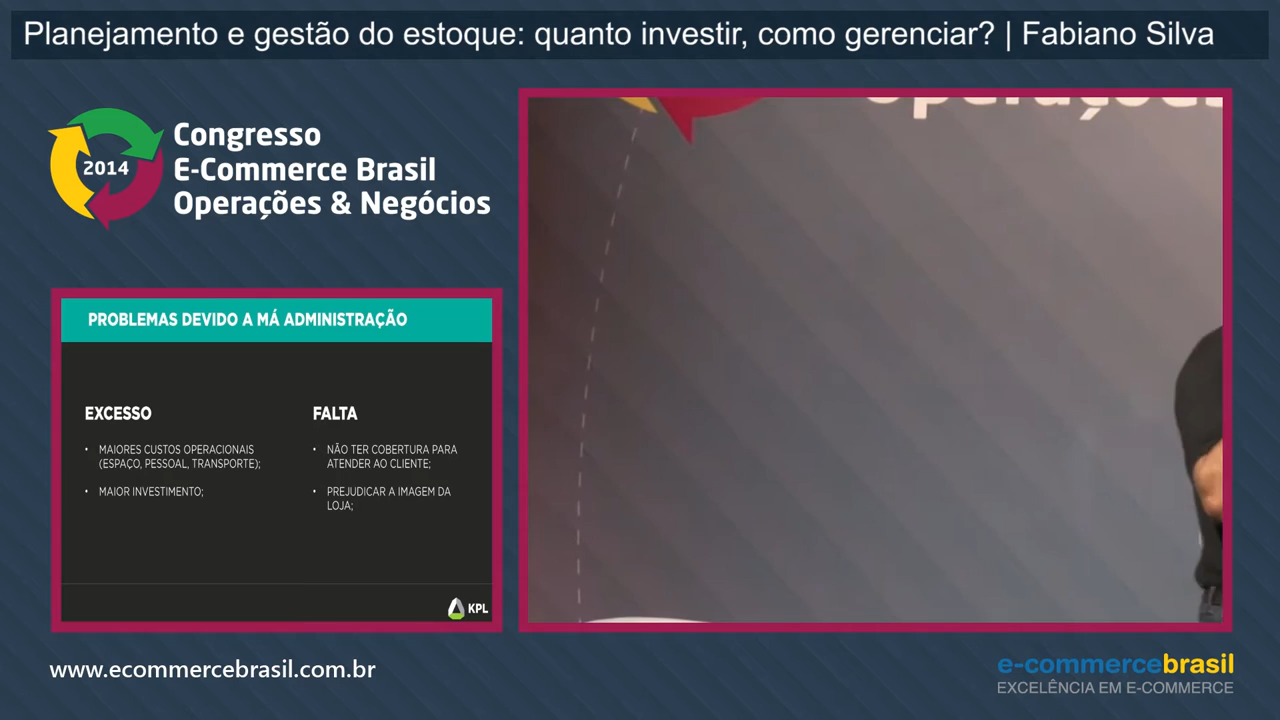 Planejamento e gestão do estoque: quanto investir, como gerenciar? | Fabiano Silva
2014
Congresso
E-Commerce Brasil
Operações & Negócios
PROBLEMAS DEVIDO A MÁ ADMINISTRAÇÃO
EXCESSO
• MAIORES CUSTOS OPERACIONAIS
(ESPAÇO, PESSOAL, TRANSPORTE);
• MAIOR INVESTIMENTO;
FALTA
• NÃO TER COBERTURA PARA
ATENDER AO CLIENTE;
• PREJUDICAR A IMAGEM DA
LOJA;
KPL
www.ecommercebrasil.com.br
e-commercebrasil
EXCELÊNCIA EM E-COMMERCE